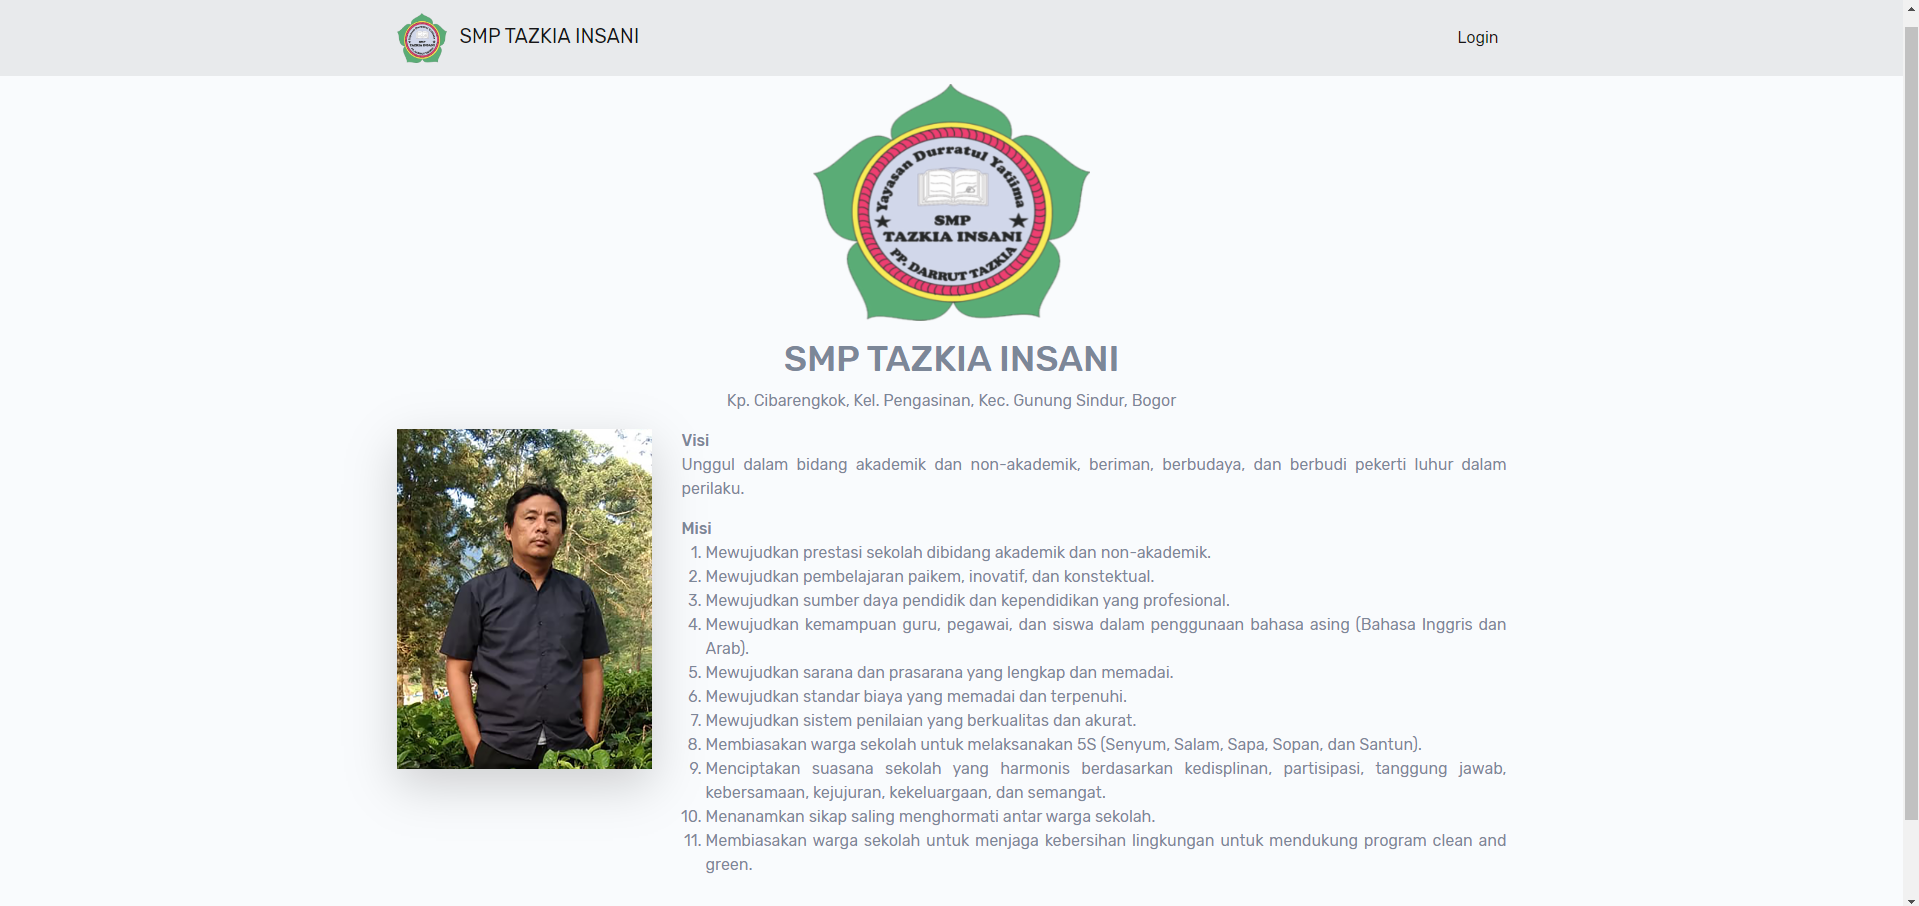 SMP TAZKIA INSANI
Login
Yayasan Durratul Yatiima
SMP
TAZKIA INSANI
PP. DARRUT TAZKIA
SMP TAZKIA INSANI
Kp. Cibarengkok, Kel. Pengasinan, Kec. Gunung Sindur, Bogor
Visi
Unggul dalam bidang akademik dan non-akademik, beriman, berbudaya, dan berbudi pekerti luhur dalam
perilaku.
Misi
1. Mewujudkan prestasi sekolah dibidang akademik dan non-akademik.
2. Mewujudkan pembelajaran paikem, inovatif, dan konstektual.
3. Mewujudkan sumber daya pendidik dan kependidikan yang profesional.
4. Mewujudkan kemampuan guru, pegawai, dan siswa dalam penggunaan bahasa asing (Bahasa Inggris dan
Arab).
5. Mewujudkan sarana dan prasarana yang lengkap dan memadai.
6. Mewujudkan standar biaya yang memadai dan terpenuhi.
7. Mewujudkan sistem penilaian yang berkualitas dan akurat.
8. Membiasakan warga sekolah untuk melaksanakan 5S (Senyum, Salam, Sapa, Sopan, dan Santun).
9. Menciptakan suasana sekolah yang harmonis berdasarkan kedisplinan, partisipasi, tanggung jawab,
kebersamaan, kejujuran, kekeluargaan, dan semangat.
10. Menanamkan sikap saling menghormati antar warga sekolah.
11. Membiasakan warga sekolah untuk menjaga kebersihan lingkungan untuk mendukung program clean and
green.